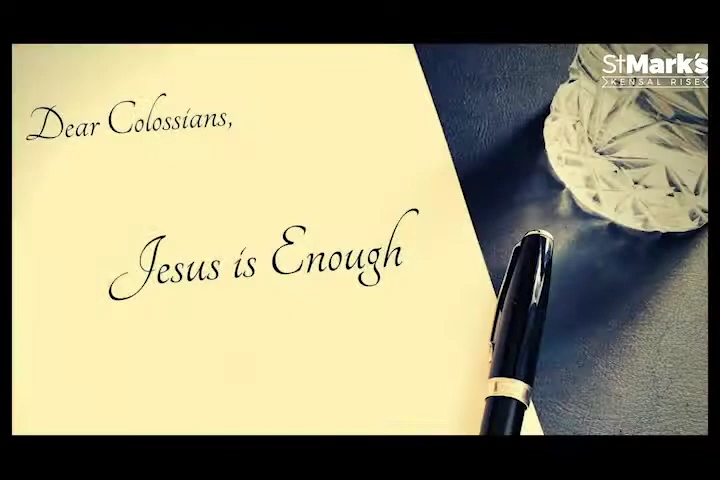 Dear Colossians,
Jesus is Enough
StMark's
KENSAL RISE